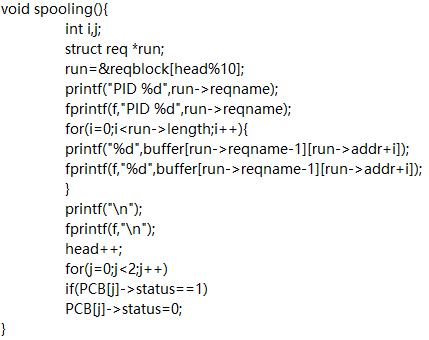 void spooling(){
int i,j;
struct req *run;
run=&reqblock[head%10];
printf("PID %d",run->reqname);
fprintf(f,"PID %d",run->reqname);
for(i=0;i<run->length;i++){
printf("%d",buffer[run->reqname-1][run->addr+i]);
fprintf(f,"%d",buffer[run->reqname-1][run->addr+i]);
}
printf("\n");
fprintf(f,"\n");
head++;
for(j=0;j<2;j++)
if(PCB[j]->status==1)
PCB[j]->status=0;
}